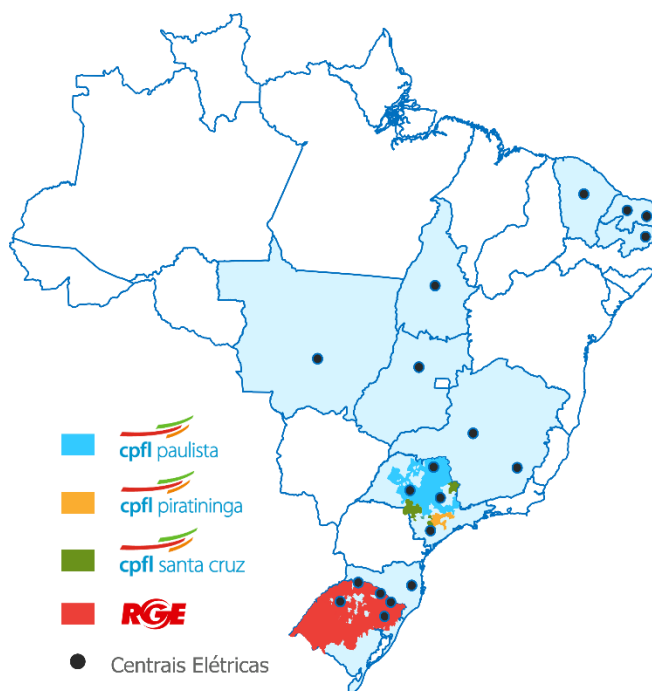 cpfl paulista
cpfl piratininga
cpfl santa cruz
RGE
Centrais Elétricas